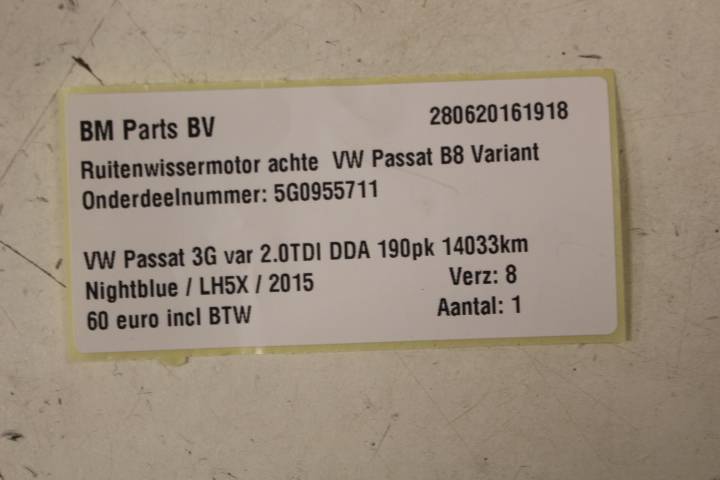 BM Parts BV 280620161918
Ruitenwissermotor achte VW Passat B8 Variant
Onderdeelnummer: 5G0955711
VW Passat 3G var 2.0TDI DDA 190pk 14033km
Nightblue / LH5X / 2015 Verz: 8
60 euro incl BTW Aantal: 1